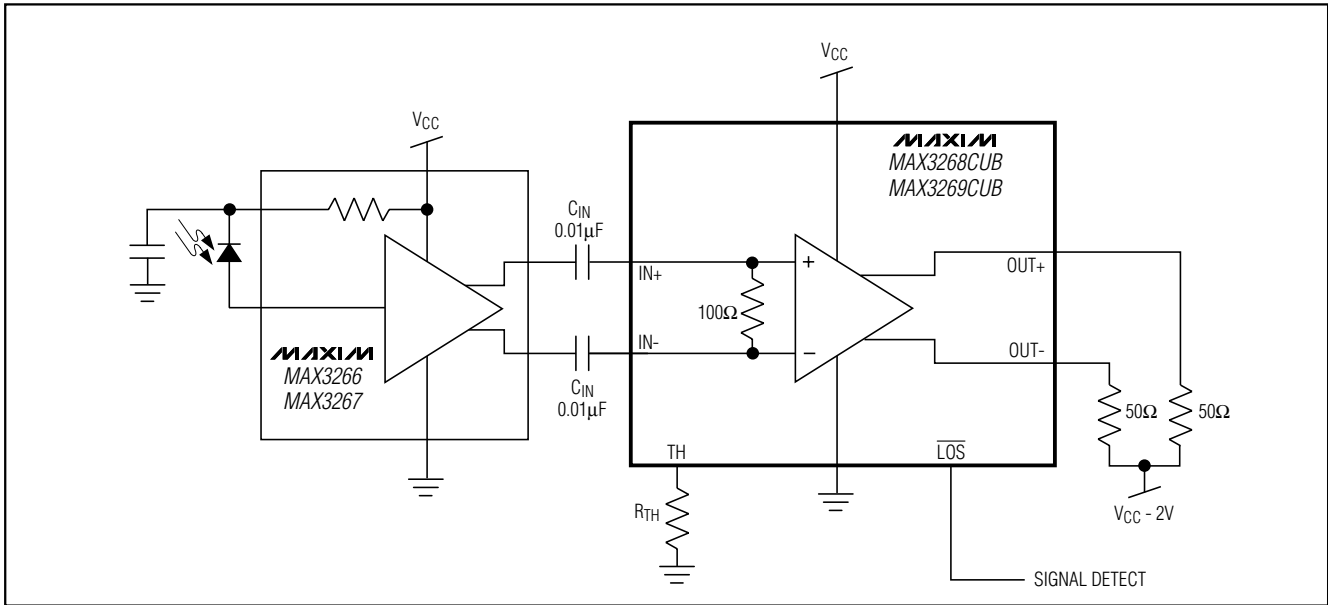 VCC
VCC
MAXIM
MAX3268CUB
MAX3269CUB
CIN
0.01µF
IN+
+
OUT+
100Ω
IN-
−
OUT-
MAXIM
MAX3266
MAX3267
CIN
0.01µF
50Ω
50Ω
TH
L̅O̅S̅
RTH
VCC - 2V
SIGNAL DETECT